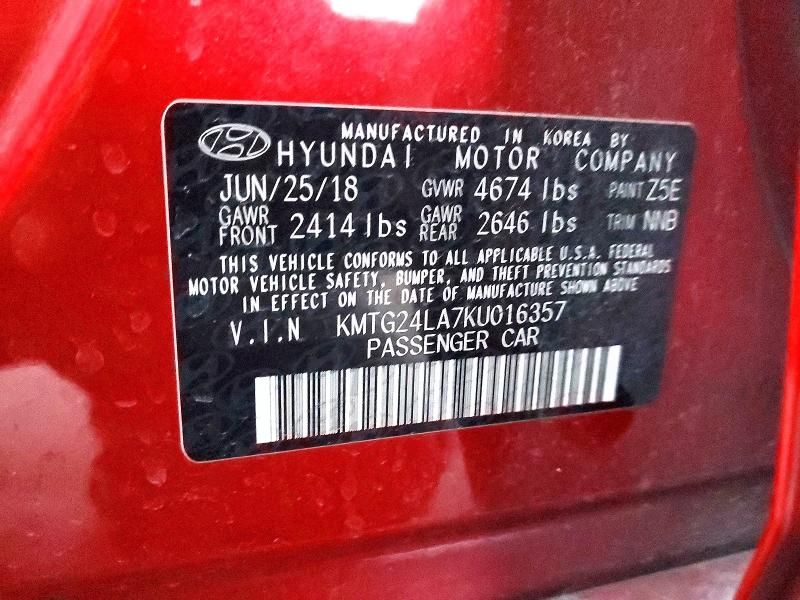 MANUFACTURED IN KOREA BY
HYUNDAI MOTOR COMPANY
JUN/25/18 GVWR 4674 lbs PAINT Z5E
GAWR FRONT 2414 lbs GAWR REAR 2646 lbs TRIM NNB
THIS VEHICLE CONFORMS TO ALL APPLICABLE U.S.A. FEDERAL
MOTOR VEHICLE SAFETY, BUMPER, AND THEFT PREVENTION STANDARDS
IN EFFECT ON THE DATE OF MANUFACTURE SHOWN ABOVE
V.I.N KMTG24LA7KU016357
PASSENGER CAR